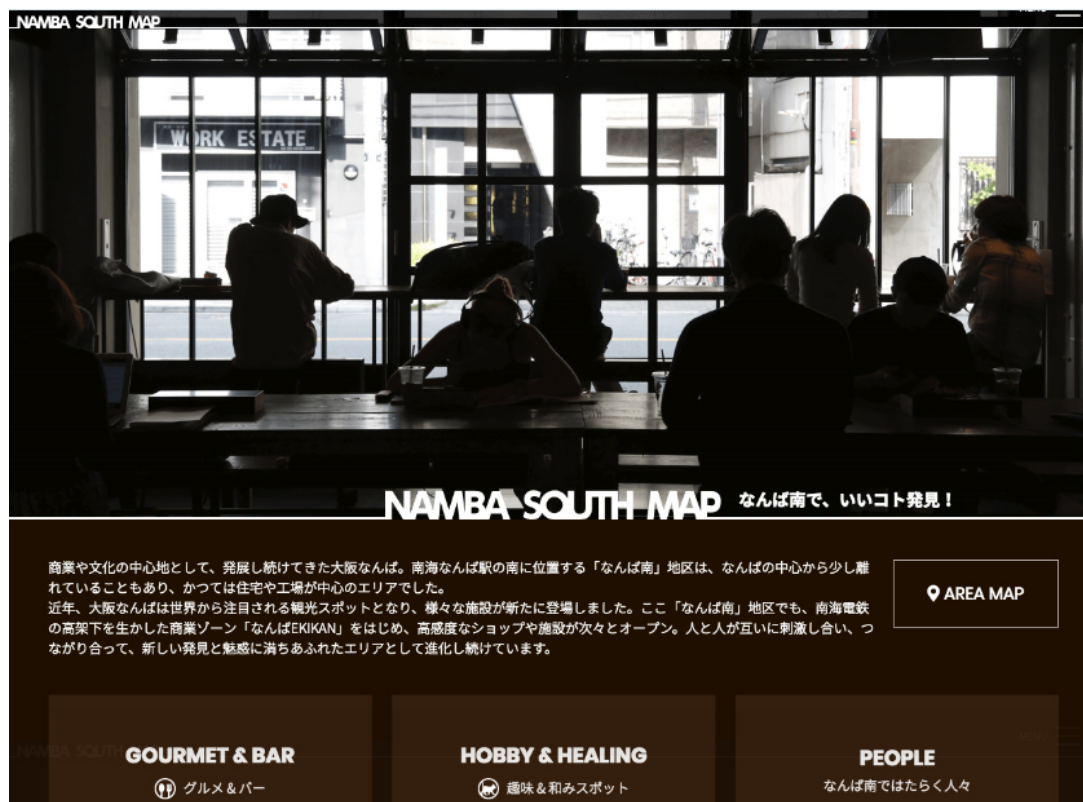 NAMBA SOUTH MAP
MENU
WORK ESTATE
NAMBA SOUTH MAP なんば南で、いいコト発見！
商業や文化の中心地として、発展し続けてきた大阪なんば。南海なんば駅の南に位置する「なんば南」地区は、なんばの中心から少し離
れていることもあり、かつては住宅や工場が中心のエリアでした。
近年、大阪なんばは世界から注目される観光スポットとなり、様々な施設が新たに登場しました。ここ「なんば南」地区でも、南海電鉄
の高架下を生かした商業ゾーン「なんばEKIKAN」をはじめ、高感度なショップや施設が次々とオープン。人と人が互いに刺激し合い、つ
ながり合って、新しい発見と魅惑に満ちあふれたエリアとして進化し続けています。
AREA MAP
NAMBA SOUTH
MENU
GOURMET & BAR
グルメ＆バー
HOBBY & HEALING
趣味＆和みスポット
PEOPLE
なんば南ではたらく人々